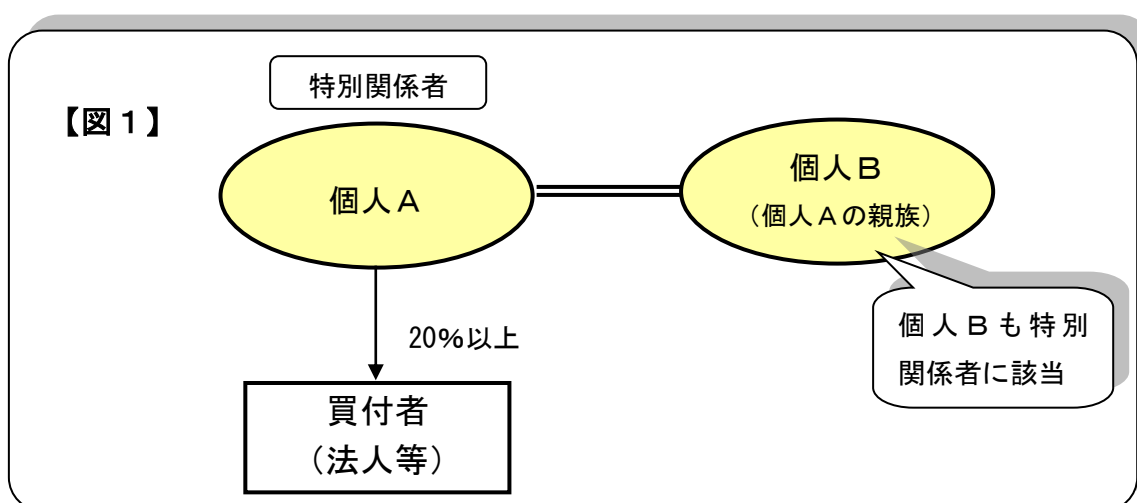 特別関係者
【図１】
個人Ａ
個人Ｂ
（個人Ａの親族）
個人Ｂも特別
関係者に該当
20%以上
買付者
（法人等）